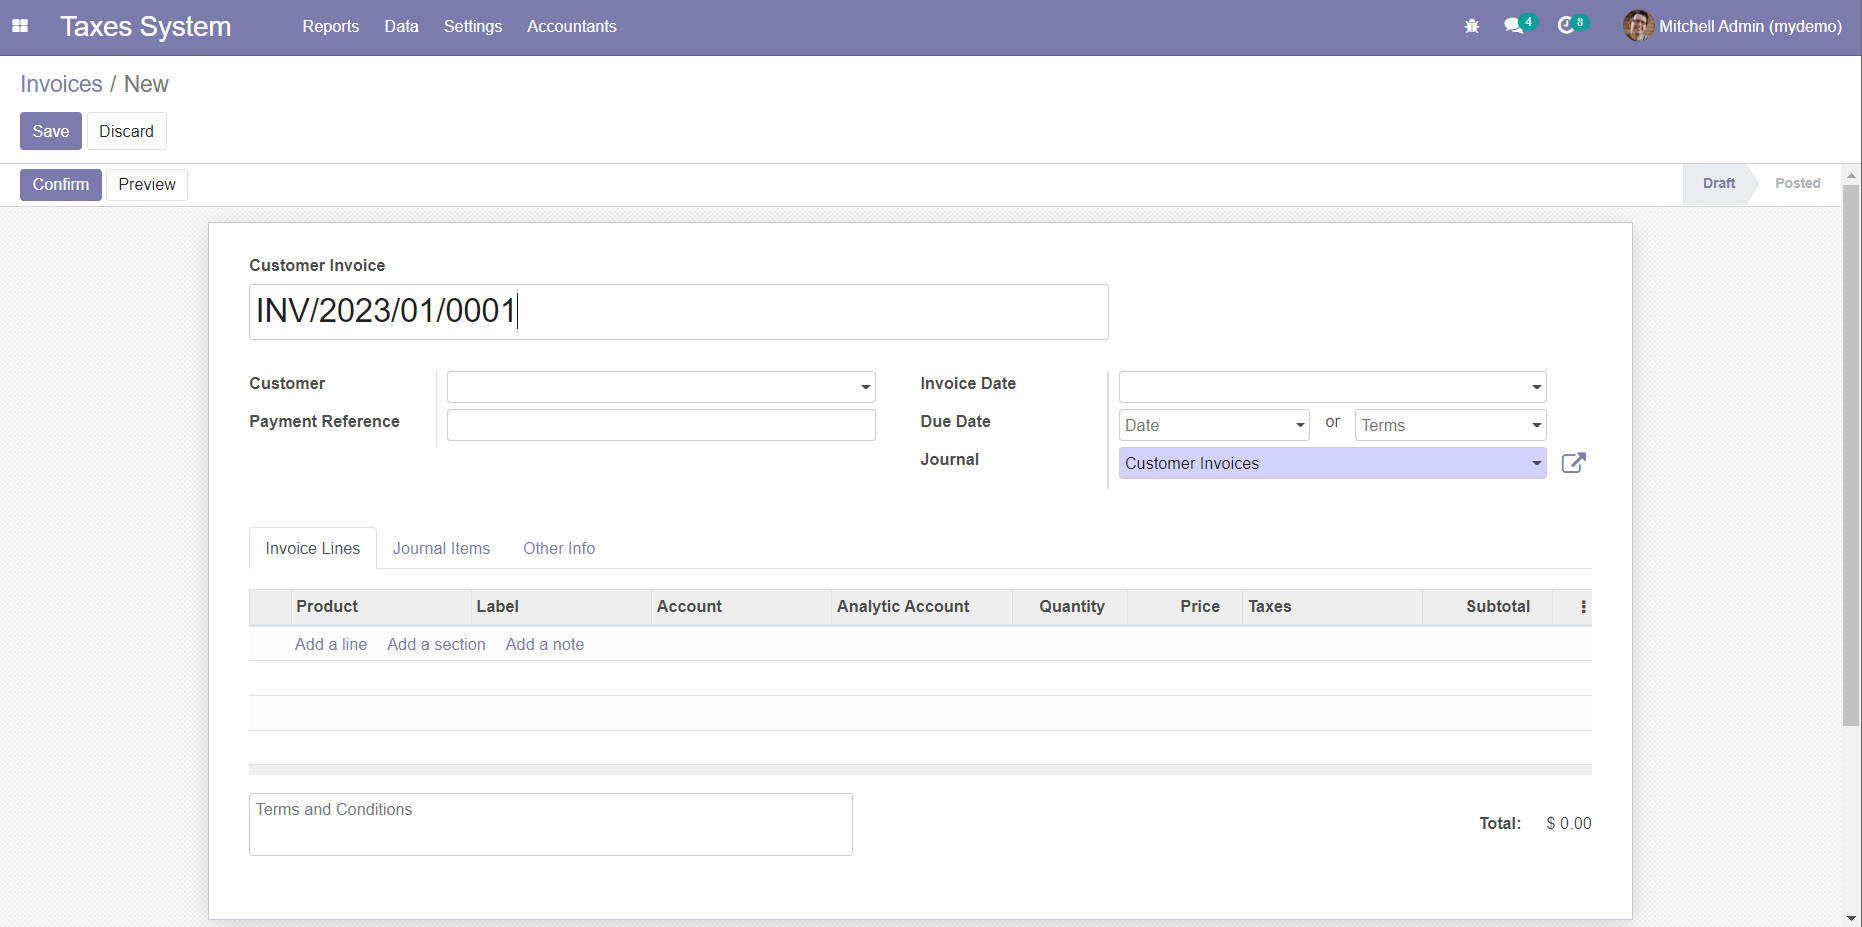 Taxes System Reports Data Settings Accountants 4 8 Mitchell Admin (mydemo)
Invoices / New
Save Discard
Confirm Preview Draft Posted
Customer Invoice
INV/2023/01/0001
Customer Invoice Date
Payment Reference Due Date Date or Terms
Journal Customer Invoices
Invoice Lines Journal Items Other Info
Product Label Account Analytic Account Quantity Price Taxes Subtotal
Add a line Add a section Add a note
Terms and Conditions
Total: $ 0.00